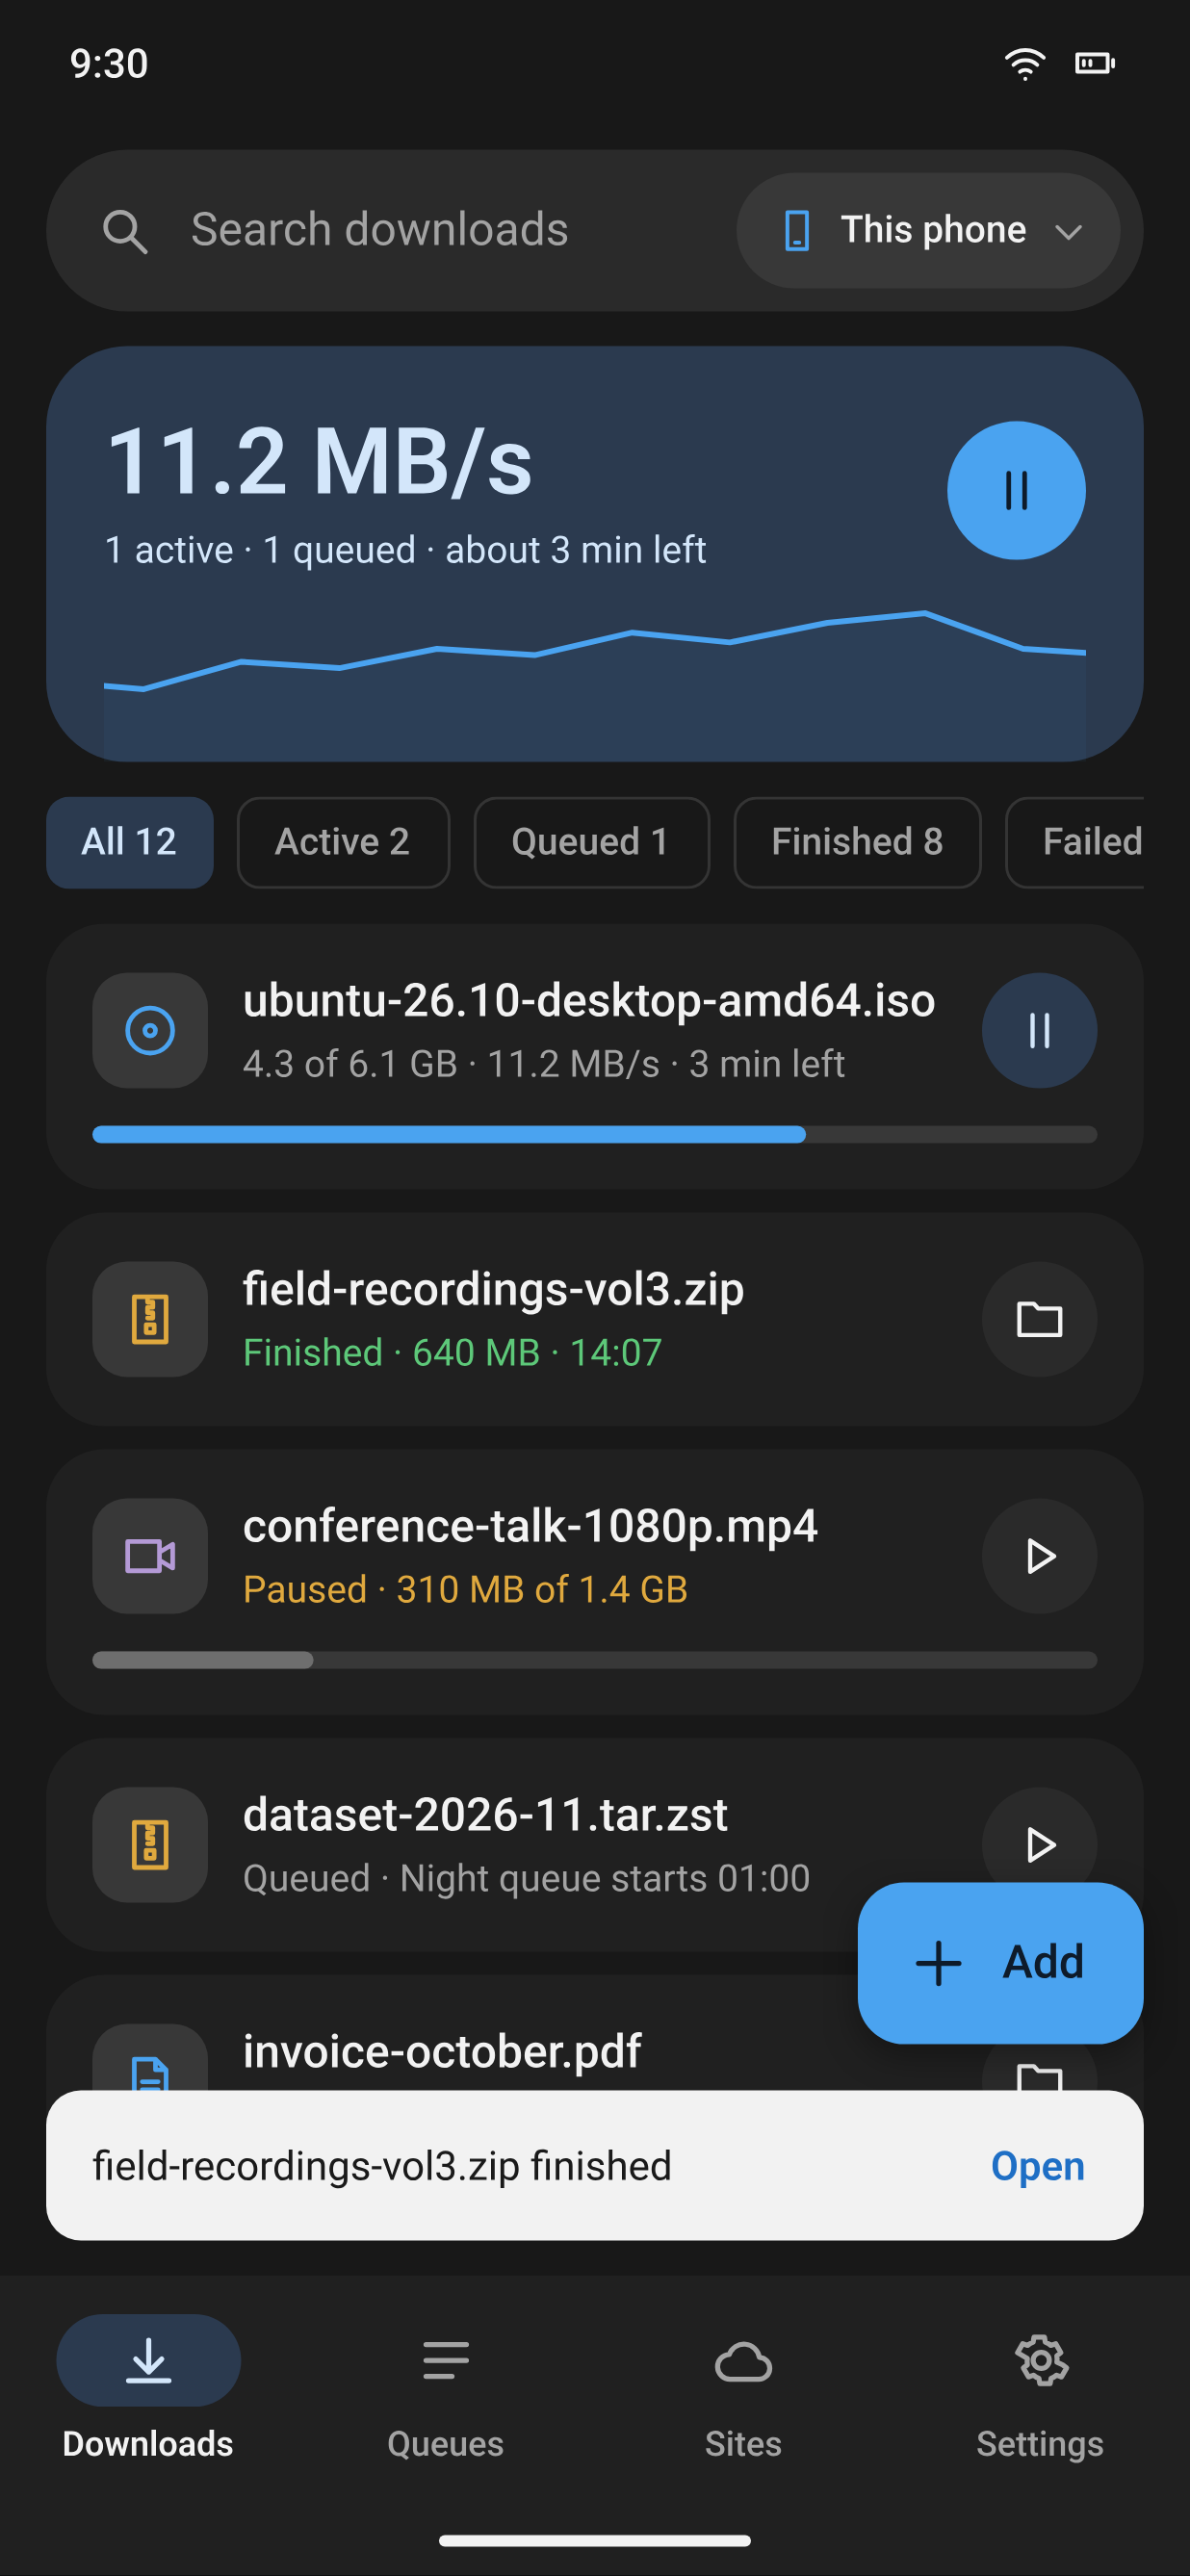 9:30
Search downloads
This phone
11.2 MB/s
1 active · 1 queued · about 3 min left
All 12
Active 2
Queued 1
Finished 8
Failed
ubuntu-26.10-desktop-amd64.iso
4.3 of 6.1 GB · 11.2 MB/s · 3 min left
field-recordings-vol3.zip
Finished · 640 MB · 14:07
conference-talk-1080p.mp4
Paused · 310 MB of 1.4 GB
dataset-2026-11.tar.zst
Queued · Night queue starts 01:00
Add
invoice-october.pdf
field-recordings-vol3.zip finished
Open
Downloads
Queues
Sites
Settings